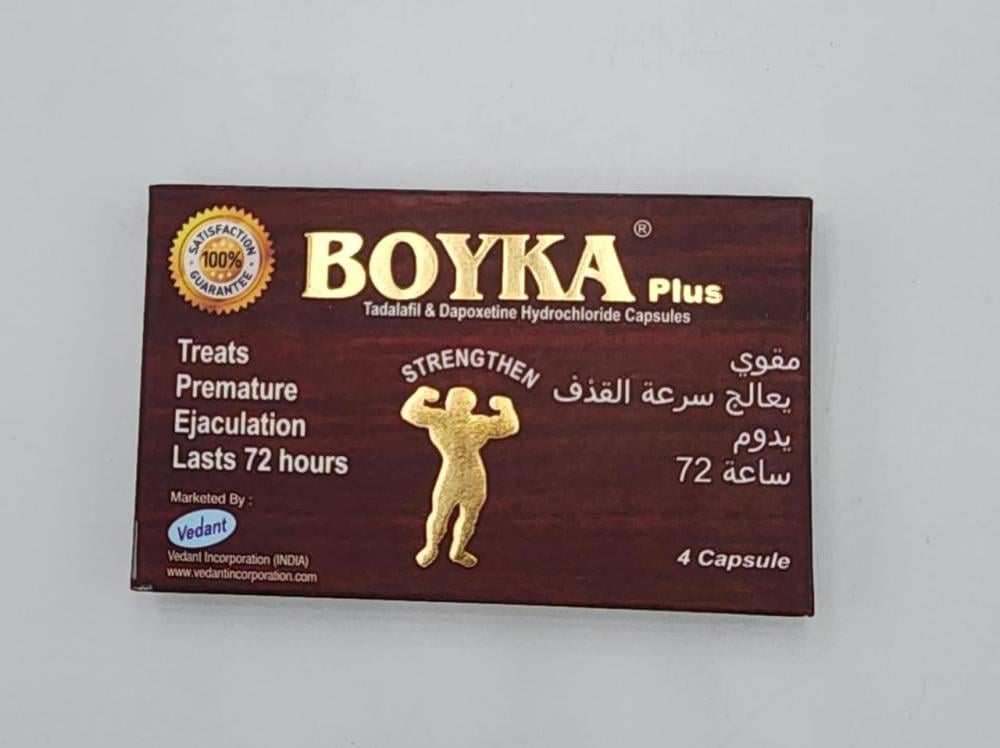 SATISFACTION
100%
GUARANTEE
BOYKA ® Plus
Tadalafil & Dapoxetine Hydrochloride Capsules
Treats
Premature
Ejaculation
Lasts 72 hours
STRENGTHEN
مقوي
يعالج سرعة القذف
يدوم
72 ساعة
Marketed By :
Vedant
Vedant Incorporation (INDIA)
www.vedantincorporation.com
4 Capsule